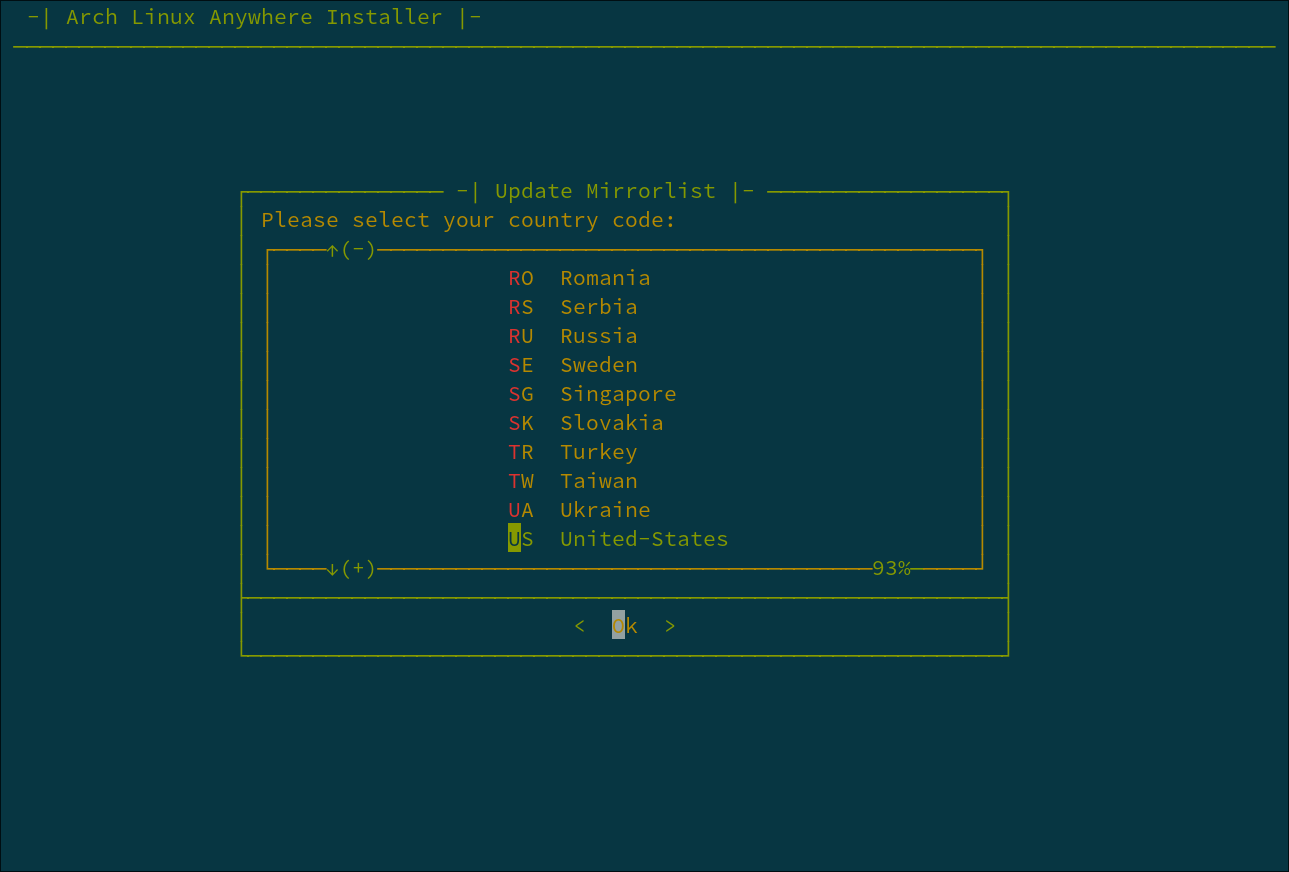 -| Arch Linux Anywhere Installer |-
-| Update Mirrorlist |-
Please select your country code:
↑(-)
RO  Romania
RS  Serbia
RU  Russia
SE  Sweden
SG  Singapore
SK  Slovakia
TR  Turkey
TW  Taiwan
UA  Ukraine
US  United-States
↓(+) 93%
<  Ok  >